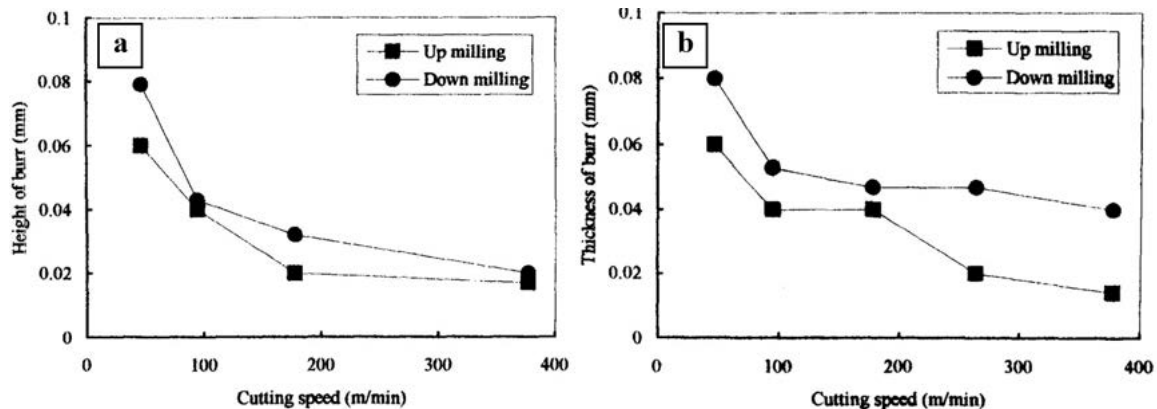 a
Up milling
Down milling
Height of burr (mm)
0.1
0.08
0.06
0.04
0.02
0
0 100 200 300 400
Cutting speed (m/min)
b
Up milling
Down milling
Thickness of burr (mm)
0.1
0.08
0.06
0.04
0.02
0
0 100 200 300 400
Cutting speed (m/min)